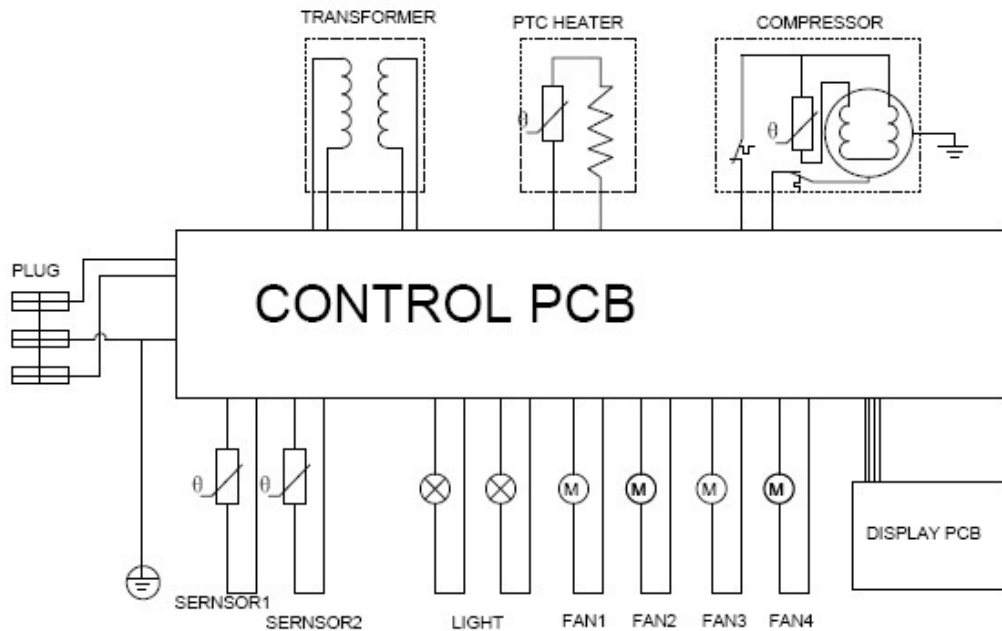 TRANSFORMER
PTC HEATER
COMPRESSOR
θ
θ
PLUG
CONTROL PCB
θ
θ
M
M
M
M
DISPLAY PCB
SERNSOR1
SERNSOR2
LIGHT
FAN1
FAN2
FAN3
FAN4